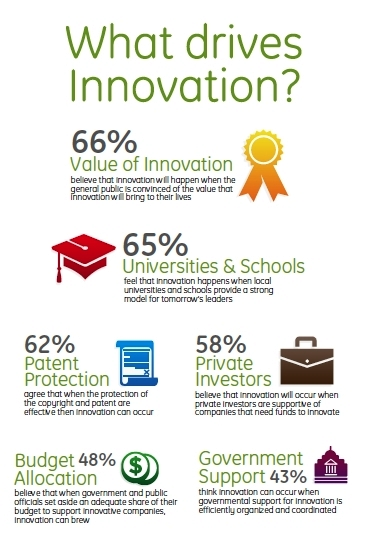 What drives
Innovation?
66%
Value of Innovation
believe that innovation will happen when the
general public is convinced of the value that
innovation will bring to their lives
65%
Universities & Schools
feel that innovation happens when local
universities and schools provide a strong
model for tomorrow's leaders
62%
Patent
Protection
agree that when the protection of
the copyright and patent are
effective then innovation can occur
58%
Private
Investors
believe that innovation will occur when
private investors are supportive of
companies that need funds to innovate
Budget 48%
Allocation
$
believe that when government and public
officials set aside an adequate share of their
budget to support innovative companies,
innovation can brew
Government
Support 43%
think innovation can occur when
governmental support for innovation is
efficiently organized and coordinated